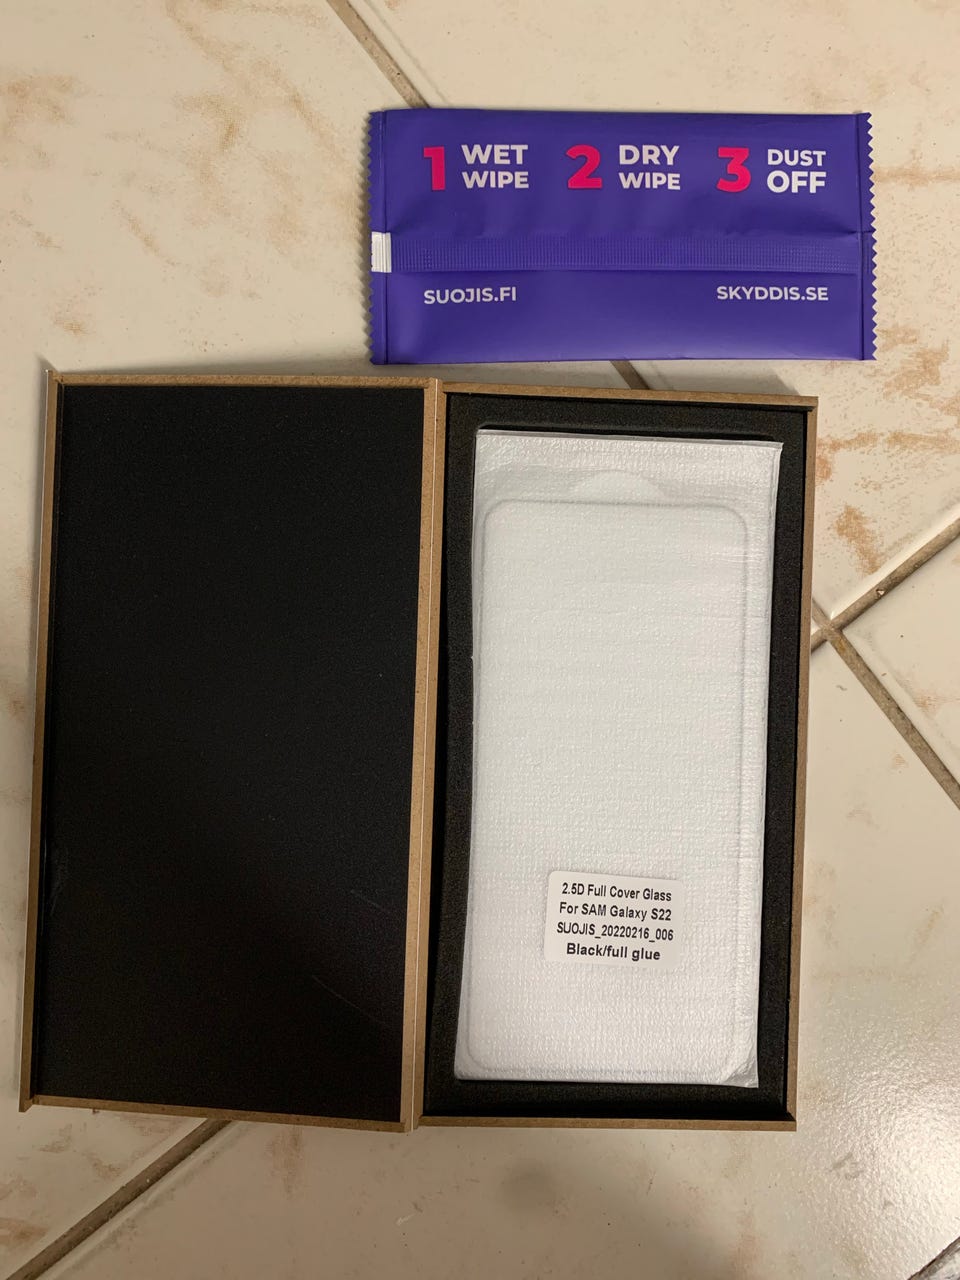 1 WET WIPE 2 DRY WIPE 3 DUST OFF
SUOJIS.FI SKYDDIS.SE
2.5D Full Cover Glass
For SAM Galaxy S22
SUOJIS_20220216_006
Black/full glue